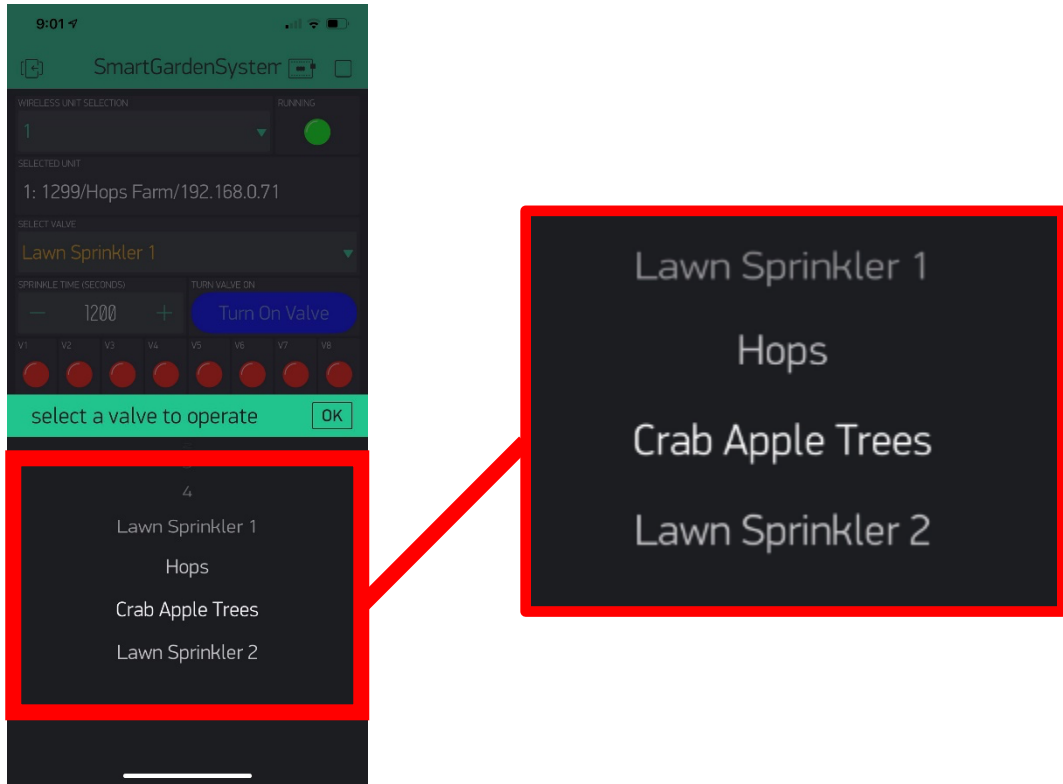 9:01
SmartGardenSystem
WIRELESS UNIT SELECTION
RUNNING
1
SELECTED UNIT
1: 1299/Hops Farm/192.168.0.71
SELECT VALVE
Lawn Sprinkler 1
SPRINKLE TIME (SECONDS)
TURN VALVE ON
— 1200 +
Turn On Valve
V1 V2 V3 V4 V5 V6 V7 V8
select a valve to operate
OK
4
Lawn Sprinkler 1
Hops
Crab Apple Trees
Lawn Sprinkler 2
Lawn Sprinkler 1
Hops
Crab Apple Trees
Lawn Sprinkler 2